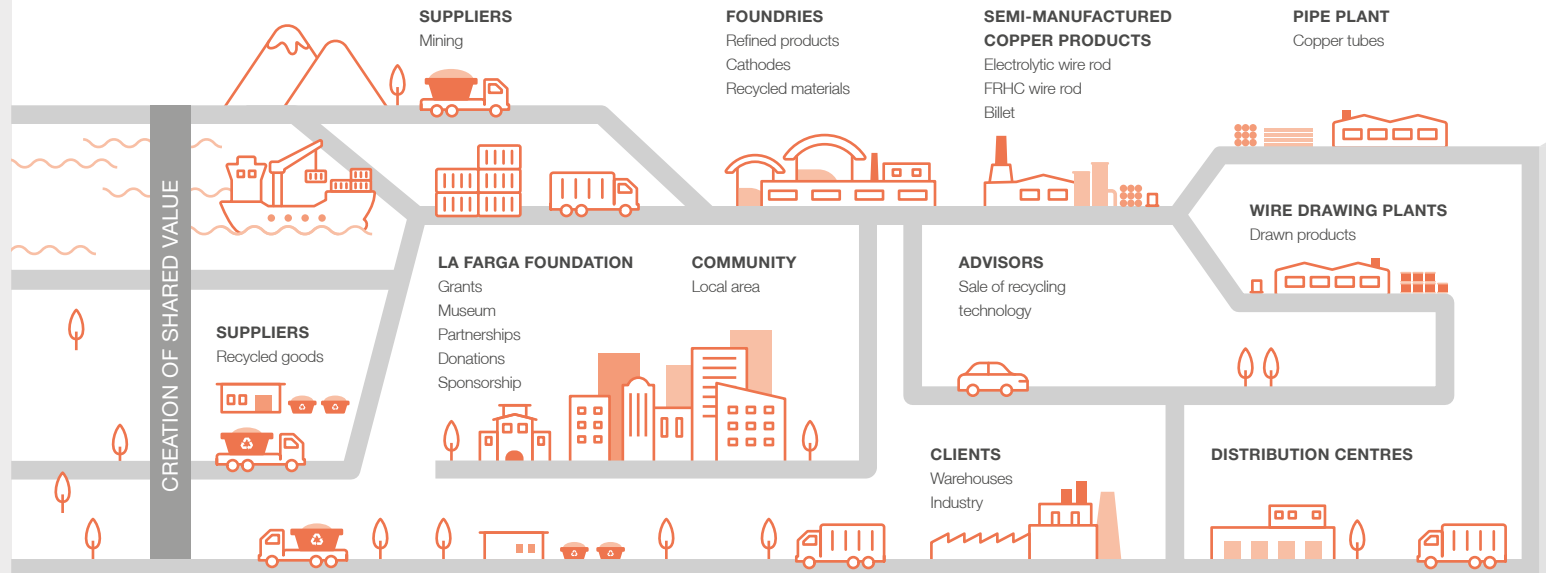 SUPPLIERS
Mining
FOUNDRIES
Refined products
Cathodes
Recycled materials
SEMI-MANUFACTURED
COPPER PRODUCTS
Electrolytic wire rod
FRHC wire rod
Billet
PIPE PLANT
Copper tubes
CREATION OF SHARED VALUE
WIRE DRAWING PLANTS
Drawn products
LA FARGA FOUNDATION
Grants
Museum
Partnerships
Donations
Sponsorship
COMMUNITY
Local area
ADVISORS
Sale of recycling
technology
SUPPLIERS
Recycled goods
CLIENTS
Warehouses
Industry
DISTRIBUTION CENTRES